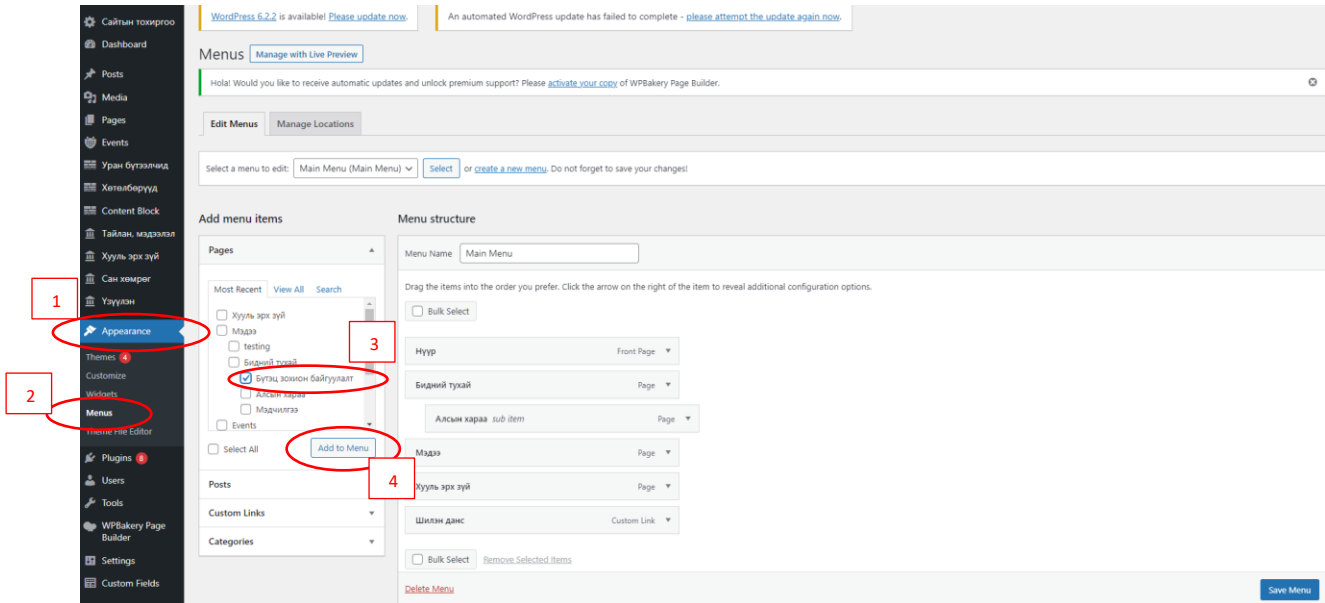 Сайтын тохиргоо
Dashboard
Posts
Media
Pages
Events
Уран бүтээлчид
Хөтөлбөрүүд
Content Block
Тайлан, мэдээлэл
Хууль эрх зүй
Сан хөмрөг
Үзүүлэн
Appearance
Themes 4
Customize
Widgets
Menus
Theme File Editor
Plugins 8
Users
Tools
WPBakery Page
Builder
Settings
Custom Fields
1
2
WordPress 6.2.2 is available! Please update now.
An automated WordPress update has failed to complete - please attempt the update again now.
Menus Manage with Live Preview
Hola! Would you like to receive automatic updates and unlock premium support? Please activate your copy of WPBakery Page Builder.
Edit Menus Manage Locations
Select a menu to edit: Main Menu (Main Menu) Select or create a new menu. Do not forget to save your changes!
Add menu items
Pages
Most Recent View All Search
Хууль эрх зүй
Мэдээ
testing
Бидний тухай
Бүтэц зохион байгуулалт
Алсын хараа
Мэдчилгээ
Events
Select All Add to Menu
3
4
Posts
Custom Links
Categories
Menu structure
Menu Name Main Menu
Drag the items into the order you prefer. Click the arrow on the right of the item to reveal additional configuration options.
Bulk Select
Нүүр Front Page
Бидний тухай Page
Алсын хараа sub item Page
Мэдээ Page
Хууль эрх зүй Page
Шилэн данс Custom Link
Bulk Select Remove Selected Items
Delete Menu Save Menu